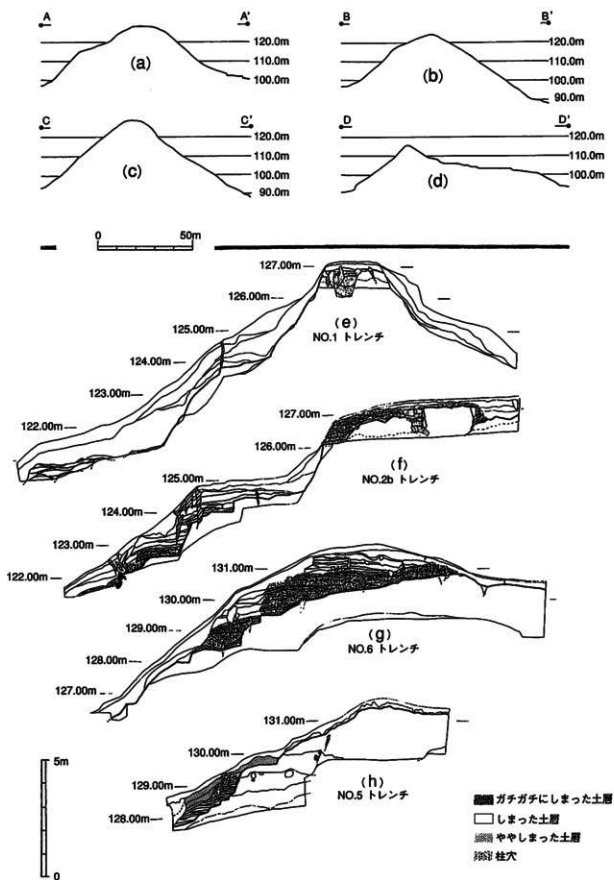 A A'
120.0m
110.0m
100.0m
(a)
B B'
120.0m
110.0m
100.0m
90.0m
(b)
C C'
120.0m
110.0m
100.0m
90.0m
(c)
D D'
120.0m
110.0m
100.0m
(d)
0 50m
127.00m
126.00m
125.00m
124.00m
123.00m
122.00m
(e)
NO.1 トレンチ
127.00m
126.00m
125.00m
124.00m
123.00m
122.00m
(f)
NO.2b トレンチ
131.00m
130.00m
129.00m
128.00m
127.00m
(g)
NO.6 トレンチ
131.00m
130.00m
129.00m
128.00m
(h)
NO.5 トレンチ
5m
0
ガチガチにしまった土層
しまった土層
ややしまった土層
柱穴